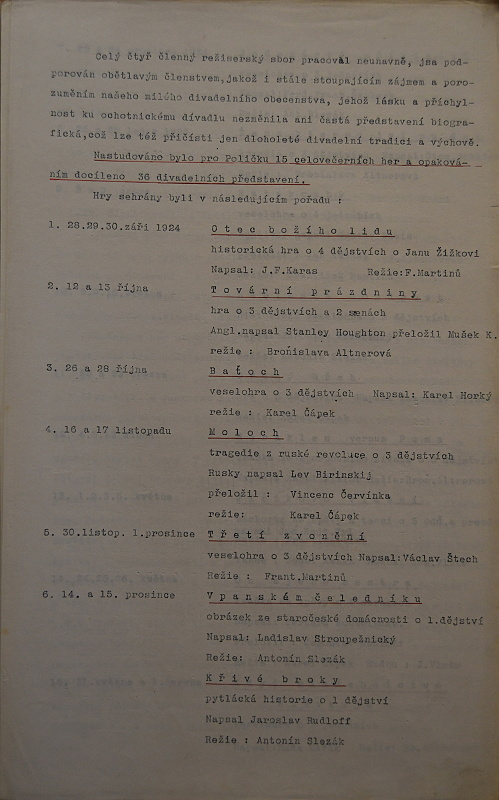 Celý čtyř členný režiserský sbor pracoval neunavně, jsa pod-
porován obětlavým členstvem,jakož i stále stoupajícím zájmem a poro-
zuměním našeho milého divadelního obecenstva, jehož lásku a příchyl-
nost ku ochotnickému divadlu nezměnila ani častá představení biogra-
fická,což lze též přičísti jen dloholeté divadelní tradici a výchově.
Nastudováno bylo pro Poličku 15 celovečerních her a opaková-
ním docíleno 36 divadelních představení.
Hry sehrány byli v následujícím pořadu :
1. 28.29.30.září 1924 Otec božího lidu
historická hra o 4 dějstvích o Janu Žižkovi
Napsal: J.F.Karas Režie:F.Martinů
2. 12 a 13 října Tovární prázdniny
hra o 3 dějstvích a 2 scenách
Angl.napsal Stanley Houghton přeložil Mušek K.
režie : Broňislava Altnerová
3. 26 a 28 října Baťoch
veselohra o 3 dějstvích Napsal: Karel Horký
režie : Karel Čápek
4. 16 a 17 listopadu Moloch
tragedie z ruské revoluce o 3 dějstvích
Rusky napsal Lev Birinskij
přeložil : Vincenc Červínka
režie: Karel Čápek
5. 30.listop. 1.prosince Třetí zvonění
veselohra o 3 dějstvích Napsal:Václav Štech
Režie : Frant.Martinů
6. 14. a 15. prosince Vpanském čeledníku
obrázek ze staročeské domácnosti o 1.dějství
Napsal: Ladislav Stroupežnický
Režie: Antonín Slezák
Křivé broky
pytlácká historie o 1 dějství
Napsal Jaroslav Rudloff
Režie : Antonín Slezák